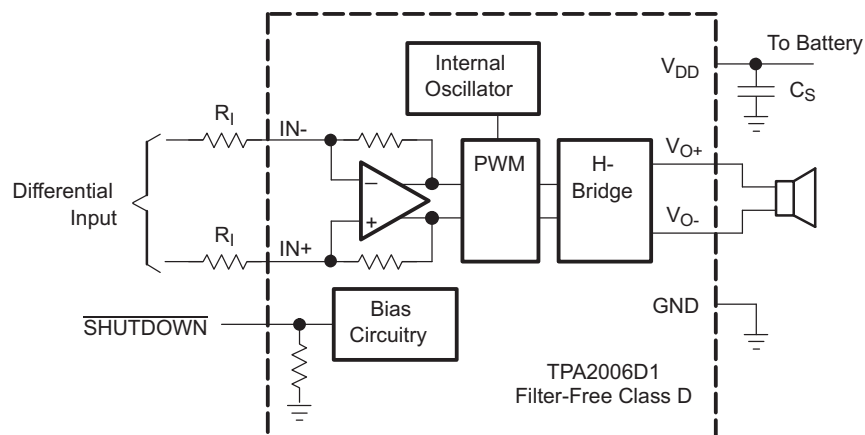 To Battery
Internal
Oscillator
V_DD
C_S
R_I
IN-
Differential
Input
−
+
PWM
H-
Bridge
V_O+
V_O-
R_I
IN+
SHUTDOWN
Bias
Circuitry
GND
TPA2006D1
Filter-Free Class D